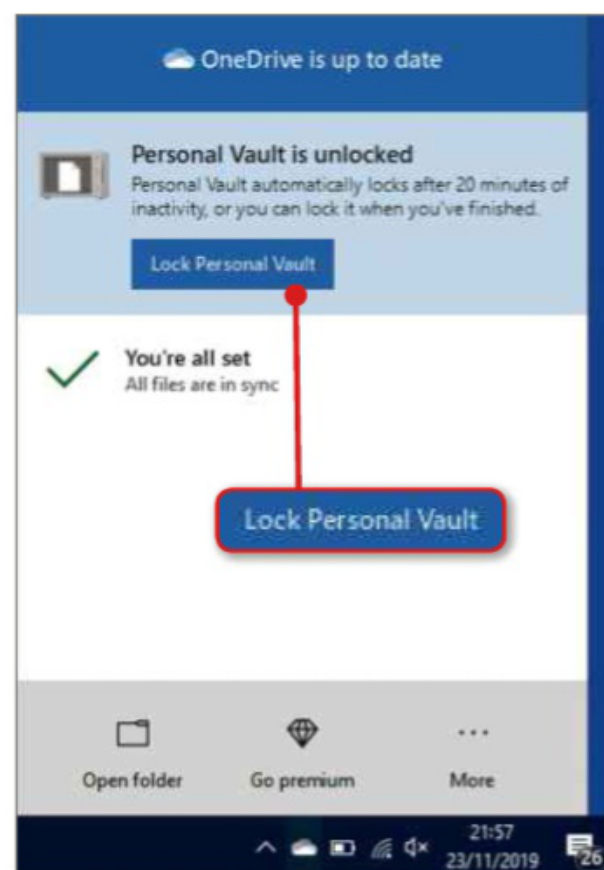 OneDrive is up to date
Personal Vault is unlocked
Personal Vault automatically locks after 20 minutes of
inactivity, or you can lock it when you've finished.
Lock Personal Vault
You're all set
All files are in sync
Lock Personal Vault
Open folder Go premium More
21:57
23/11/2019 26